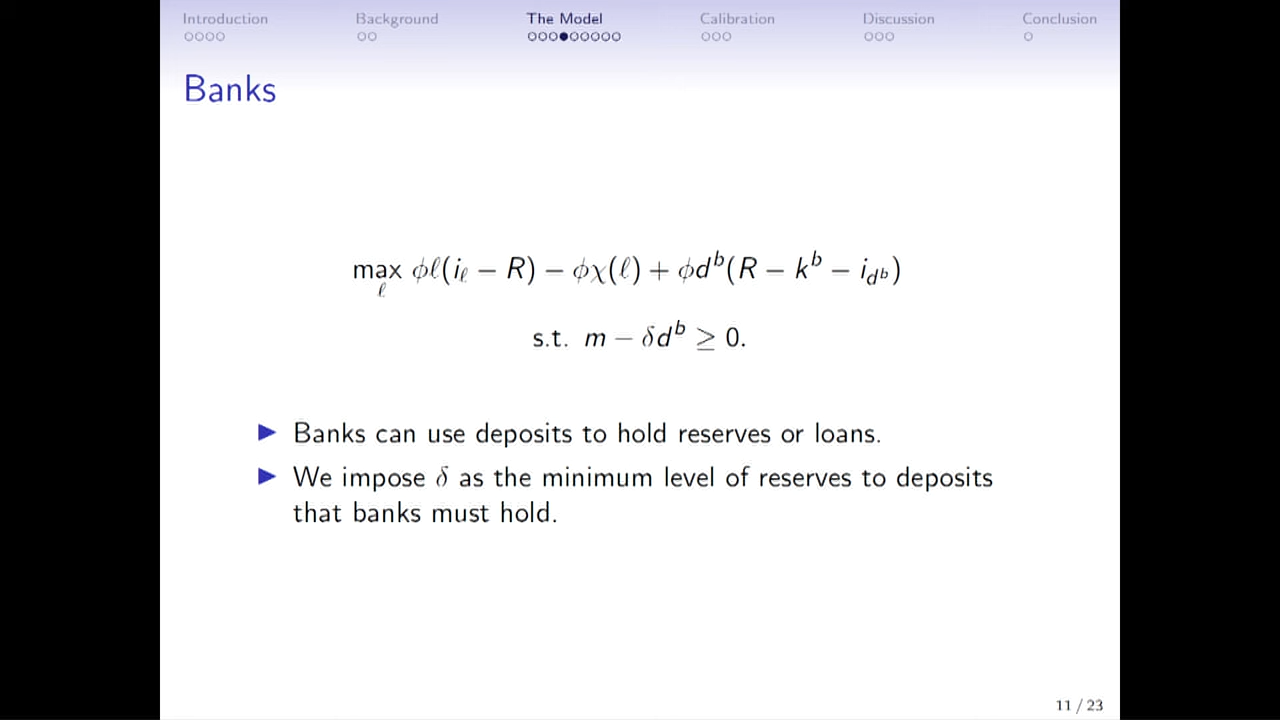 Introduction Background The Model Calibration Discussion Conclusion
Banks
max ϕℓ(i_ℓ − R) − ϕχ(ℓ) + ϕd^b(R − k^b − i_{d^b})
ℓ
s.t. m − δd^b ≥ 0.
▶ Banks can use deposits to hold reserves or loans.
▶ We impose δ as the minimum level of reserves to deposits
that banks must hold.
11 / 23